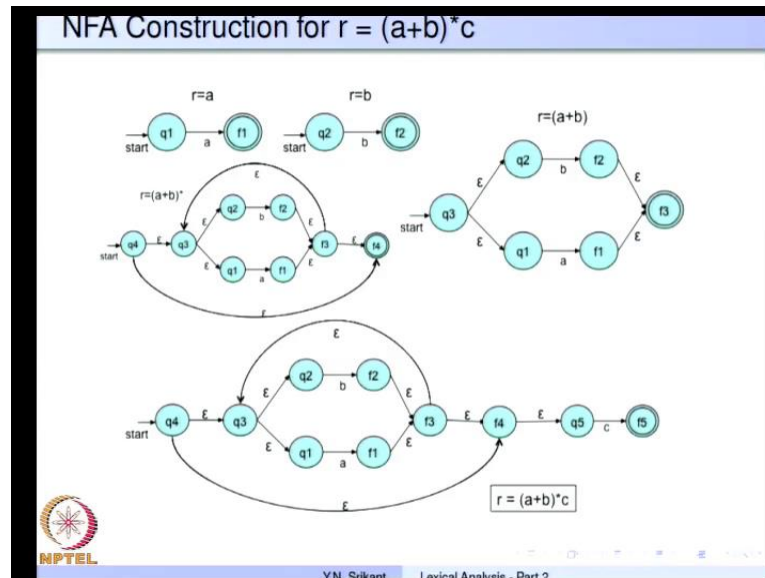 NFA Construction for r = (a+b)*c
r=a
start q1 a f1
r=b
start q2 b f2
r=(a+b)
start q3 ε ε q2 b f2 q1 a f1 ε ε f3
r=(a+b)*
ε
start q4 ε q3 ε ε q2 b f2 q1 a f1 ε ε f3 ε f4
ε
ε
start q4 ε q3 ε ε q2 b f2 q1 a f1 ε ε f3 ε f4 ε q5 c f5
ε
r = (a+b)*c
NPTEL
Y.N. Srikant Lexical Analysis - Part 2